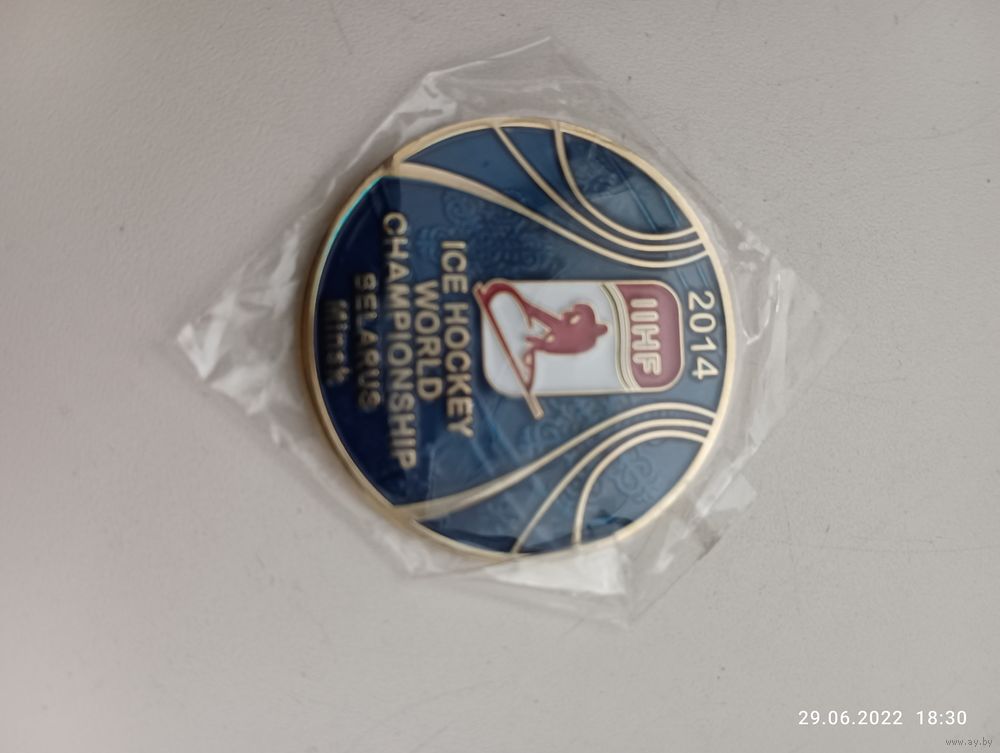 2014
IIHF
ICE HOCKEY
WORLD
CHAMPIONSHIP
BELARUS
Minsk
29.06.2022 18:30
www.ay.by